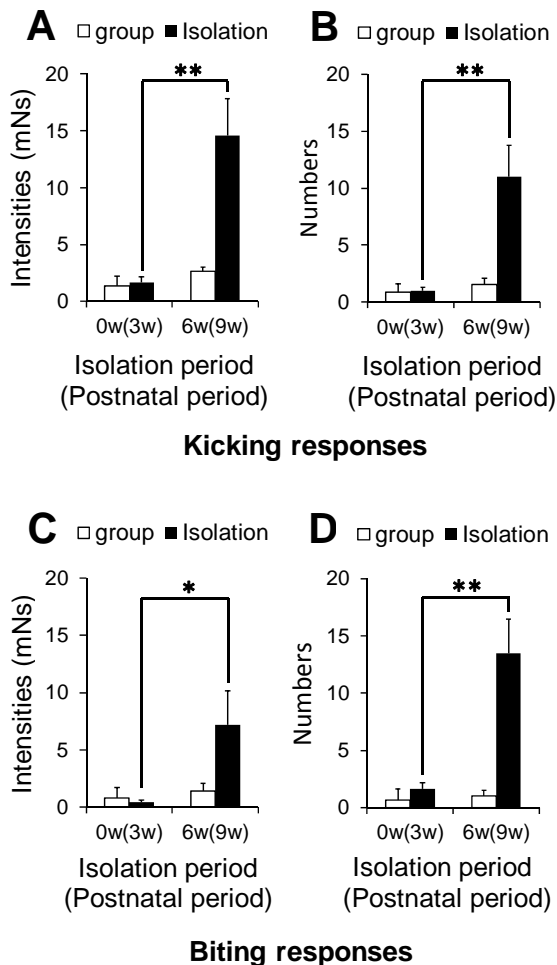 A
group Isolation
Intensities (mNs)
20
15
10
5
0
**
0w(3w) 6w(9w)
Isolation period
(Postnatal period)
B
group Isolation
Numbers
20
15
10
5
0
**
0w(3w) 6w(9w)
Isolation period
(Postnatal period)
Kicking responses
C
group Isolation
Intensities (mNs)
20
15
10
5
0
*
0w(3w) 6w(9w)
Isolation period
(Postnatal period)
D
group Isolation
Numbers
20
15
10
5
0
**
0w(3w) 6w(9w)
Isolation period
(Postnatal period)
Biting responses